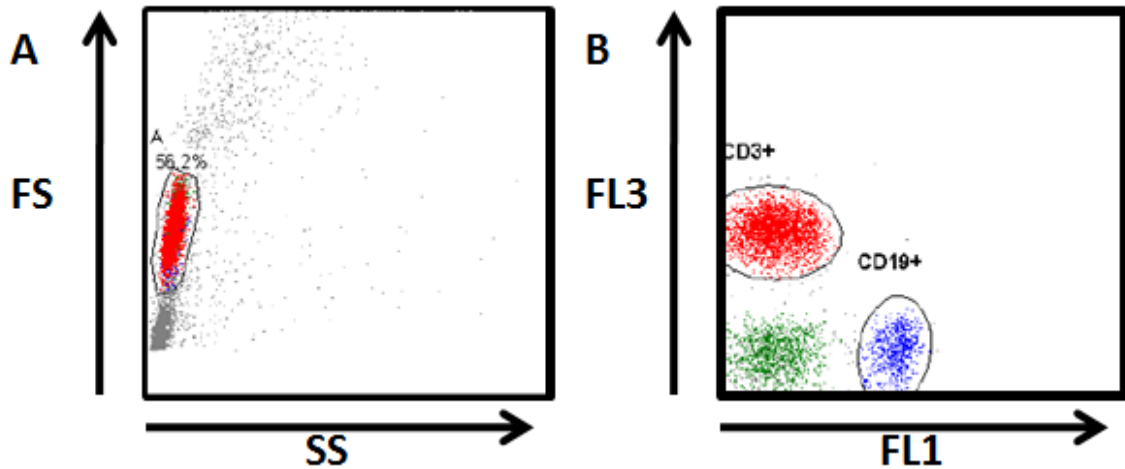 A
FS
A
56.2%
SS
B
FL3
CD3+
CD19+
FL1